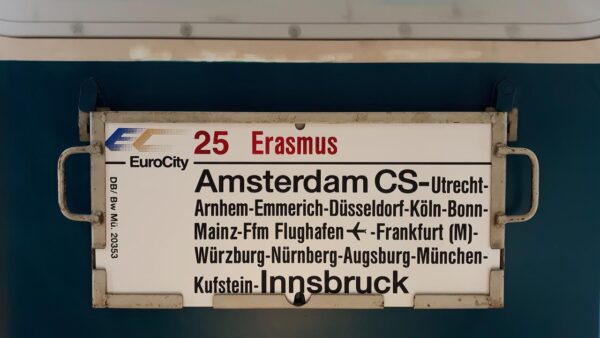 EC
EuroCity
25 Erasmus
Amsterdam CS-Utrecht-
Arnhem-Emmerich-Düsseldorf-Köln-Bonn-
Mainz-Ffm Flughafen ✈-Frankfurt (M)-
Würzburg-Nürnberg-Augsburg-München-
Kufstein-Innsbruck
DB/ Bw Mü. 20353